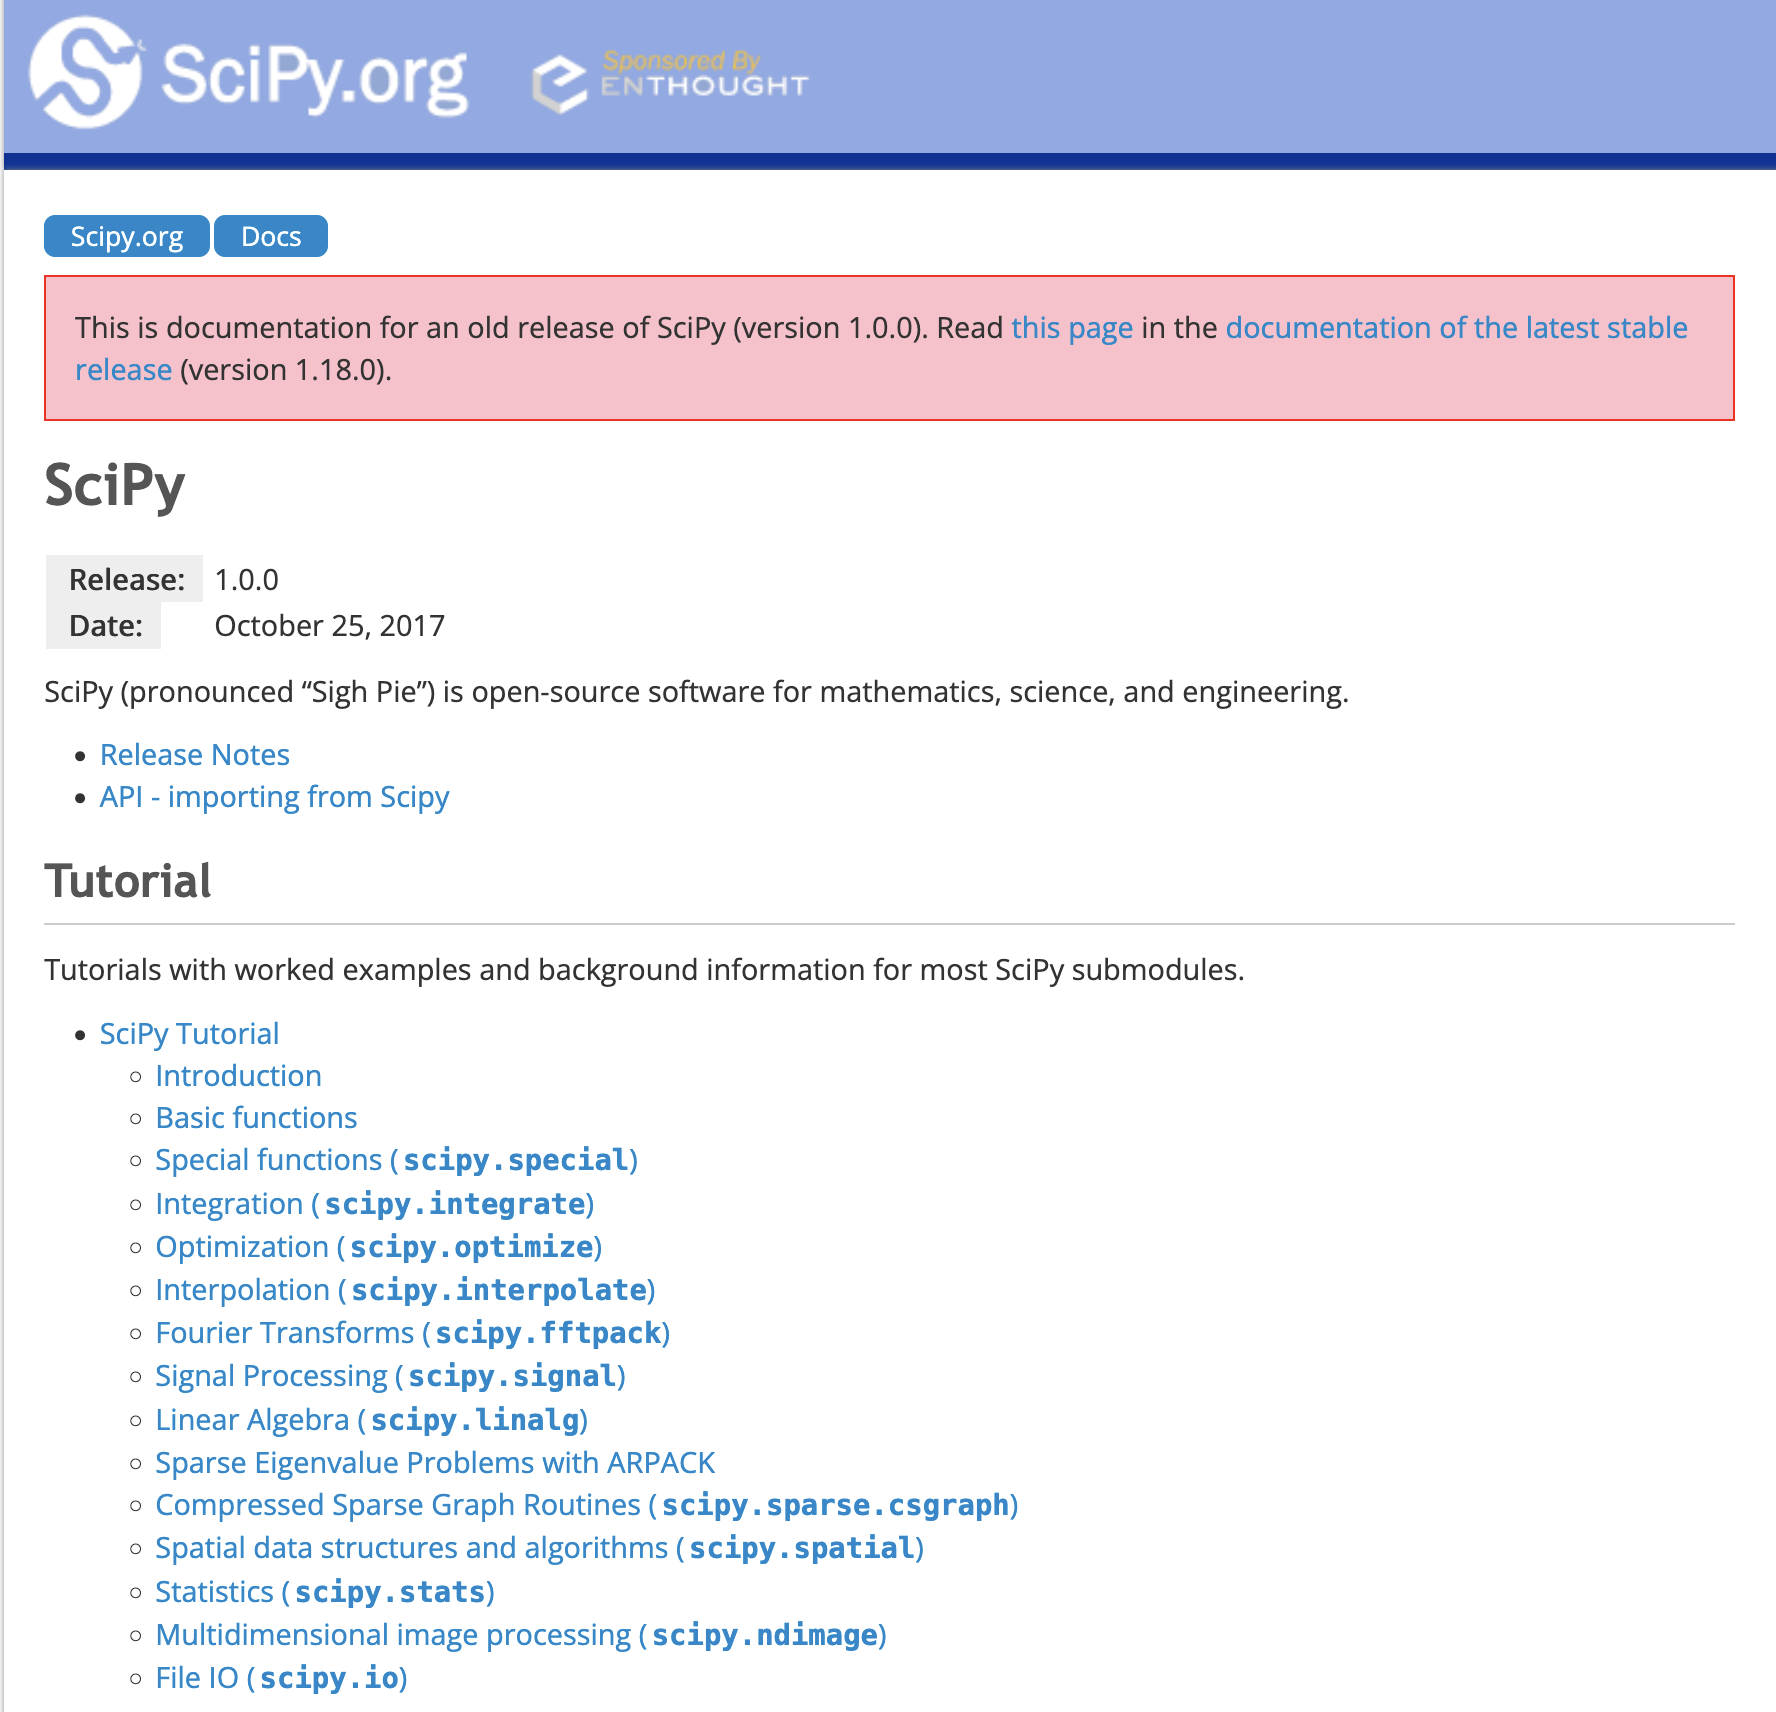 SciPy.org
Sponsored By
ENTHOUGHT
Scipy.org
Docs
This is documentation for an old release of SciPy (version 1.0.0). Read this page in the documentation of the latest stable
release (version 1.18.0).
SciPy
Release: 1.0.0
Date: October 25, 2017
SciPy (pronounced “Sigh Pie”) is open-source software for mathematics, science, and engineering.
• Release Notes
• API - importing from Scipy
Tutorial
Tutorials with worked examples and background information for most SciPy submodules.
• SciPy Tutorial
◦ Introduction
◦ Basic functions
◦ Special functions (scipy.special)
◦ Integration (scipy.integrate)
◦ Optimization (scipy.optimize)
◦ Interpolation (scipy.interpolate)
◦ Fourier Transforms (scipy.fftpack)
◦ Signal Processing (scipy.signal)
◦ Linear Algebra (scipy.linalg)
◦ Sparse Eigenvalue Problems with ARPACK
◦ Compressed Sparse Graph Routines (scipy.sparse.csgraph)
◦ Spatial data structures and algorithms (scipy.spatial)
◦ Statistics (scipy.stats)
◦ Multidimensional image processing (scipy.ndimage)
◦ File IO (scipy.io)